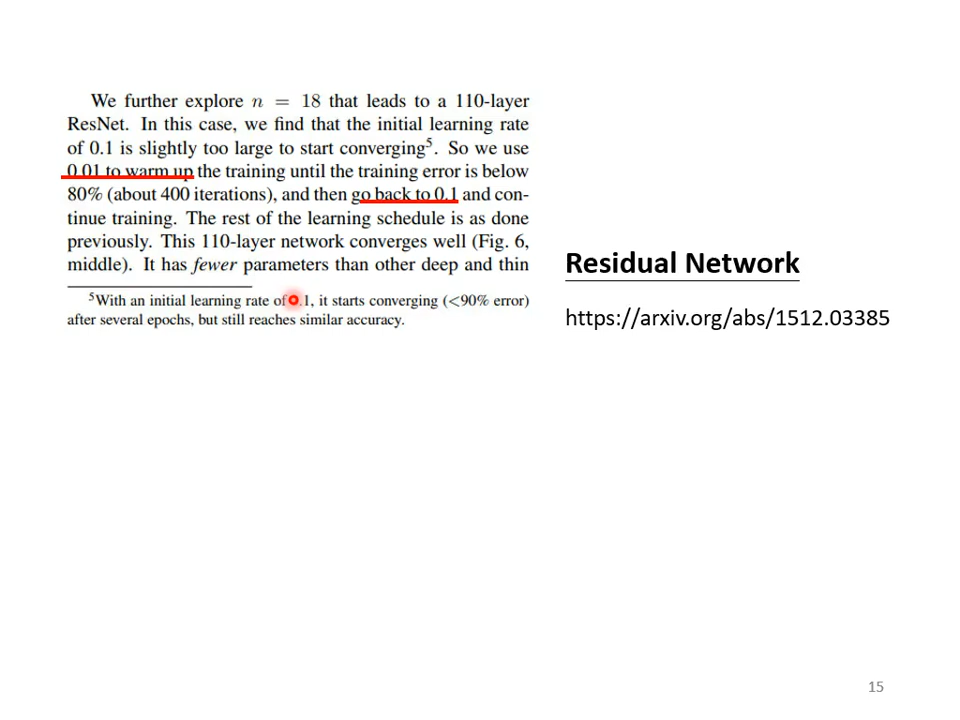 We further explore n = 18 that leads to a 110-layer
ResNet. In this case, we find that the initial learning rate
of 0.1 is slightly too large to start converging⁵. So we use
0.01 to warm up the training until the training error is below
80% (about 400 iterations), and then go back to 0.1 and con-
tinue training. The rest of the learning schedule is as done
previously. This 110-layer network converges well (Fig. 6,
middle). It has fewer parameters than other deep and thin
⁵With an initial learning rate of 0.1, it starts converging (<90% error)
after several epochs, but still reaches similar accuracy.
Residual Network
https://arxiv.org/abs/1512.03385
15